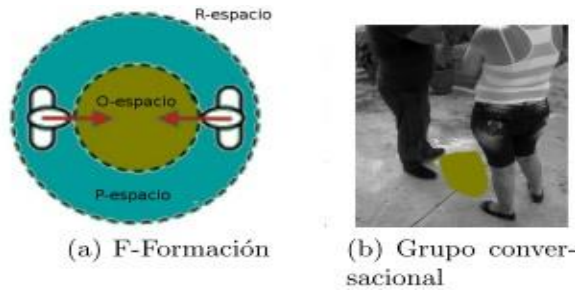 R-espacio
O-espacio
P-espacio
(a) F-Formación
(b) Grupo conver-
sacional